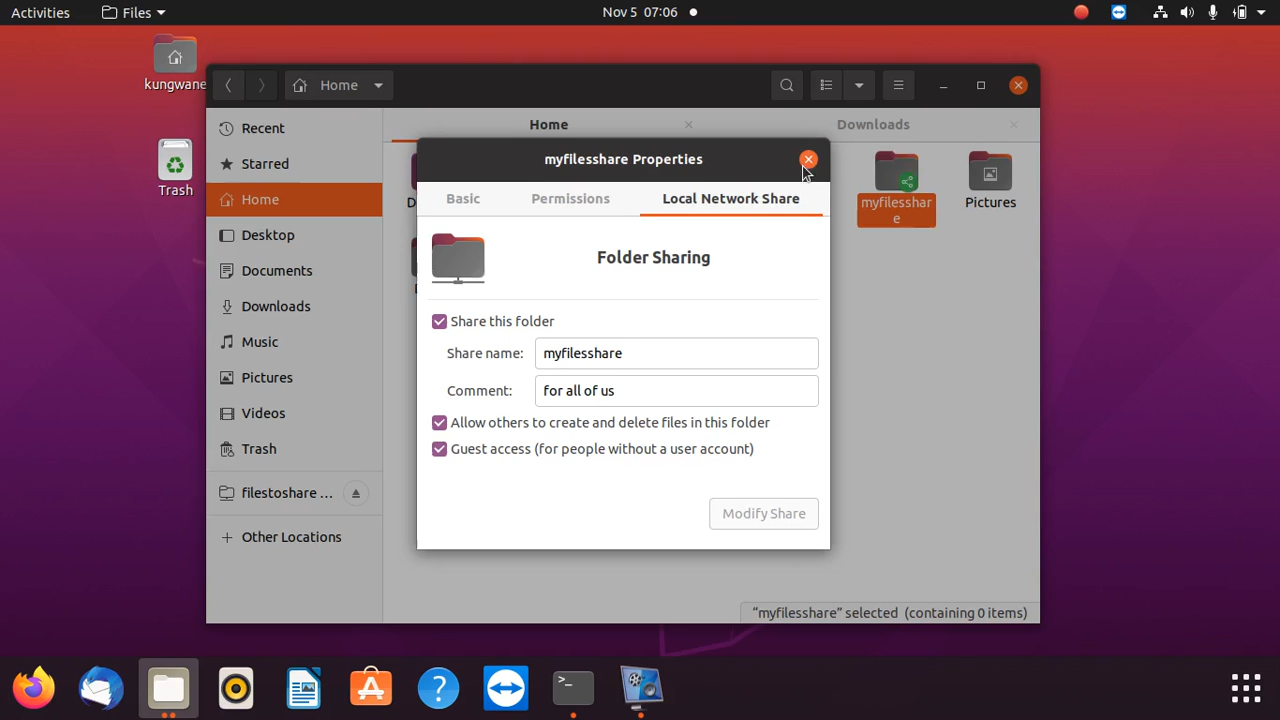 Activities
Files
Nov 5 07:06
kungwane
Trash
Home
Recent
Starred
Home
Desktop
Documents
Downloads
Music
Pictures
Videos
Trash
filestoshare ...
Other Locations
Home
Downloads
myfilesshar
e
Pictures
D
myfilesshare Properties
Basic
Permissions
Local Network Share
Folder Sharing
Share this folder
Share name:
myfilesshare
Comment:
for all of us
Allow others to create and delete files in this folder
Guest access (for people without a user account)
Modify Share
“myfilesshare” selected (containing 0 items)